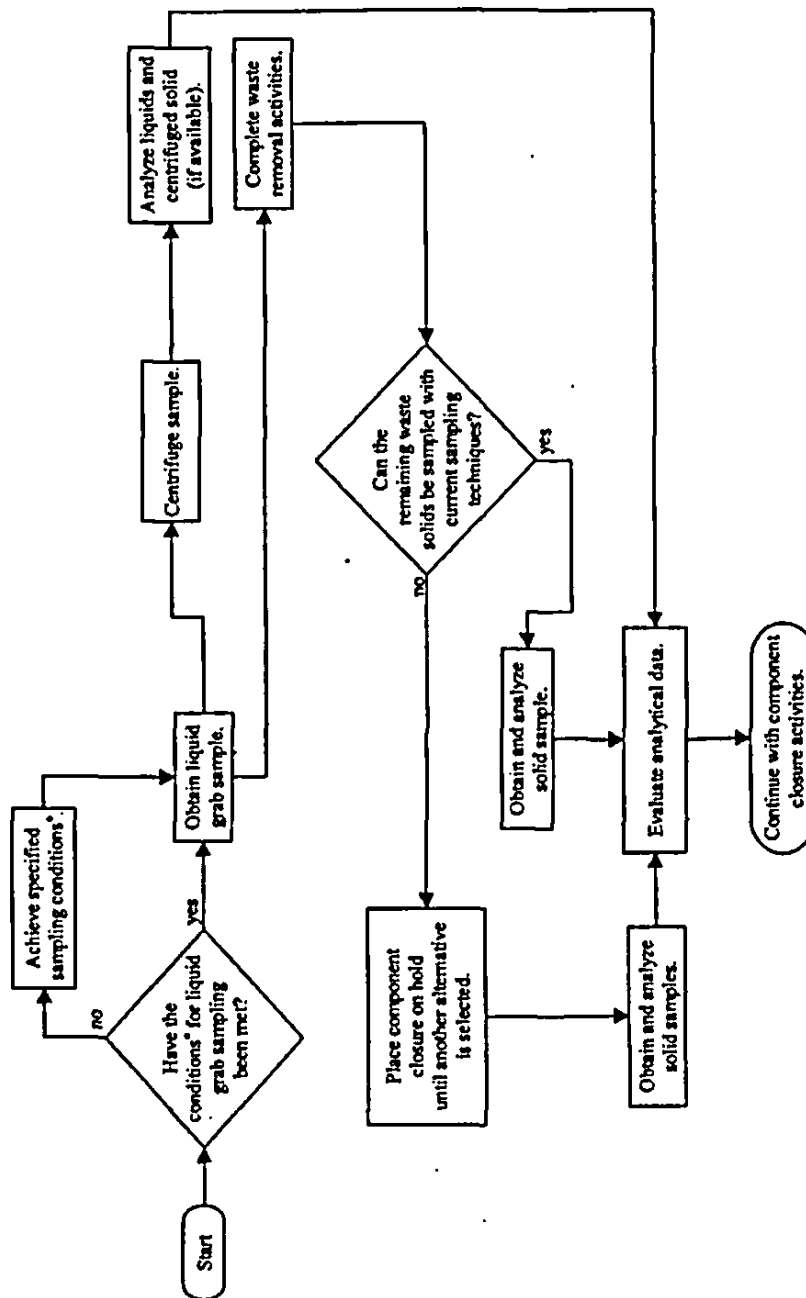 Start
Have the
conditions* for liquid
grab sampling
been met?
no
yes
Achieve specified
sampling conditions*.
Obtain liquid
grab sample.
Centrifuge sample.
Analyze liquids and
centrifuged solid
(if available).
Complete waste
removal activities.
Can the
remaining waste
solids be sampled with
current sampling
techniques?
no
yes
Place component
closure on hold
until another alternative
is selected.
Obtain and analyze
solid sample.
Obtain and analyze
solid samples.
Evaluate analytical data.
Continue with component
closure activities.